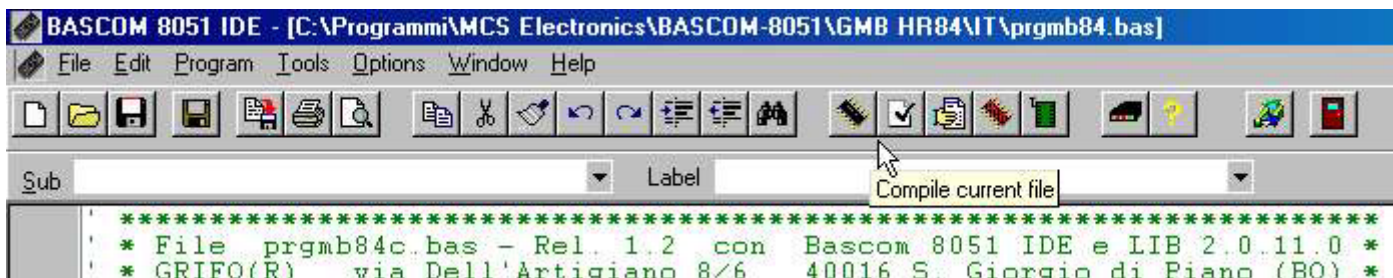 BASCOM 8051 IDE - [C:\Programmi\MCS Electronics\BASCOM-8051\GMB HR84\IT\prgmb84.bas]
File Edit Program Tools Options Window Help
Sub Label
Compile current file
' *********************************************************************
' * File prgmb84c.bas - Rel. 1.2 con Bascom 8051 IDE e LIB 2.0.11.0 *
' * GRIFO(R) via Dell'Artigiano 8/6 40016 S. Giorgio di Piano (BO) *